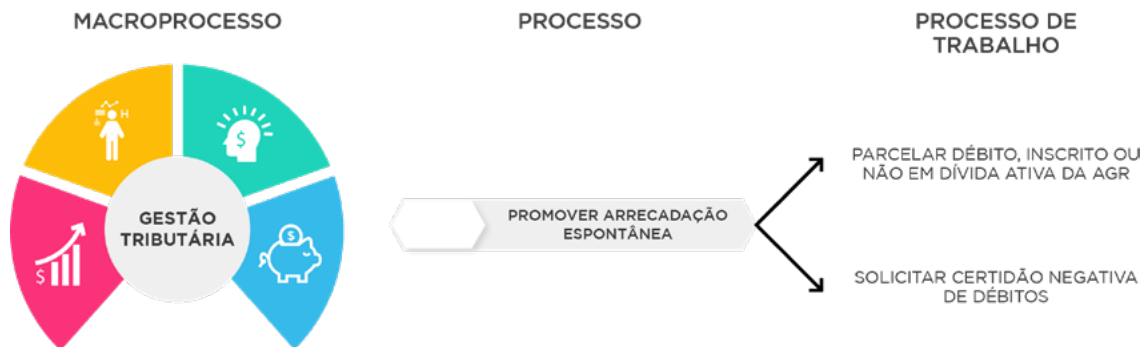 MACROPROCESSO
PROCESSO
PROCESSO DE
TRABALHO
H
$
$
$
GESTÃO
TRIBUTÁRIA
PROMOVER ARRECADAÇÃO
ESPONTÂNEA
PARCELAR DÉBITO, INSCRITO OU
NÃO EM DÍVIDA ATIVA DA AGR
SOLICITAR CERTIDÃO NEGATIVA
DE DÉBITOS